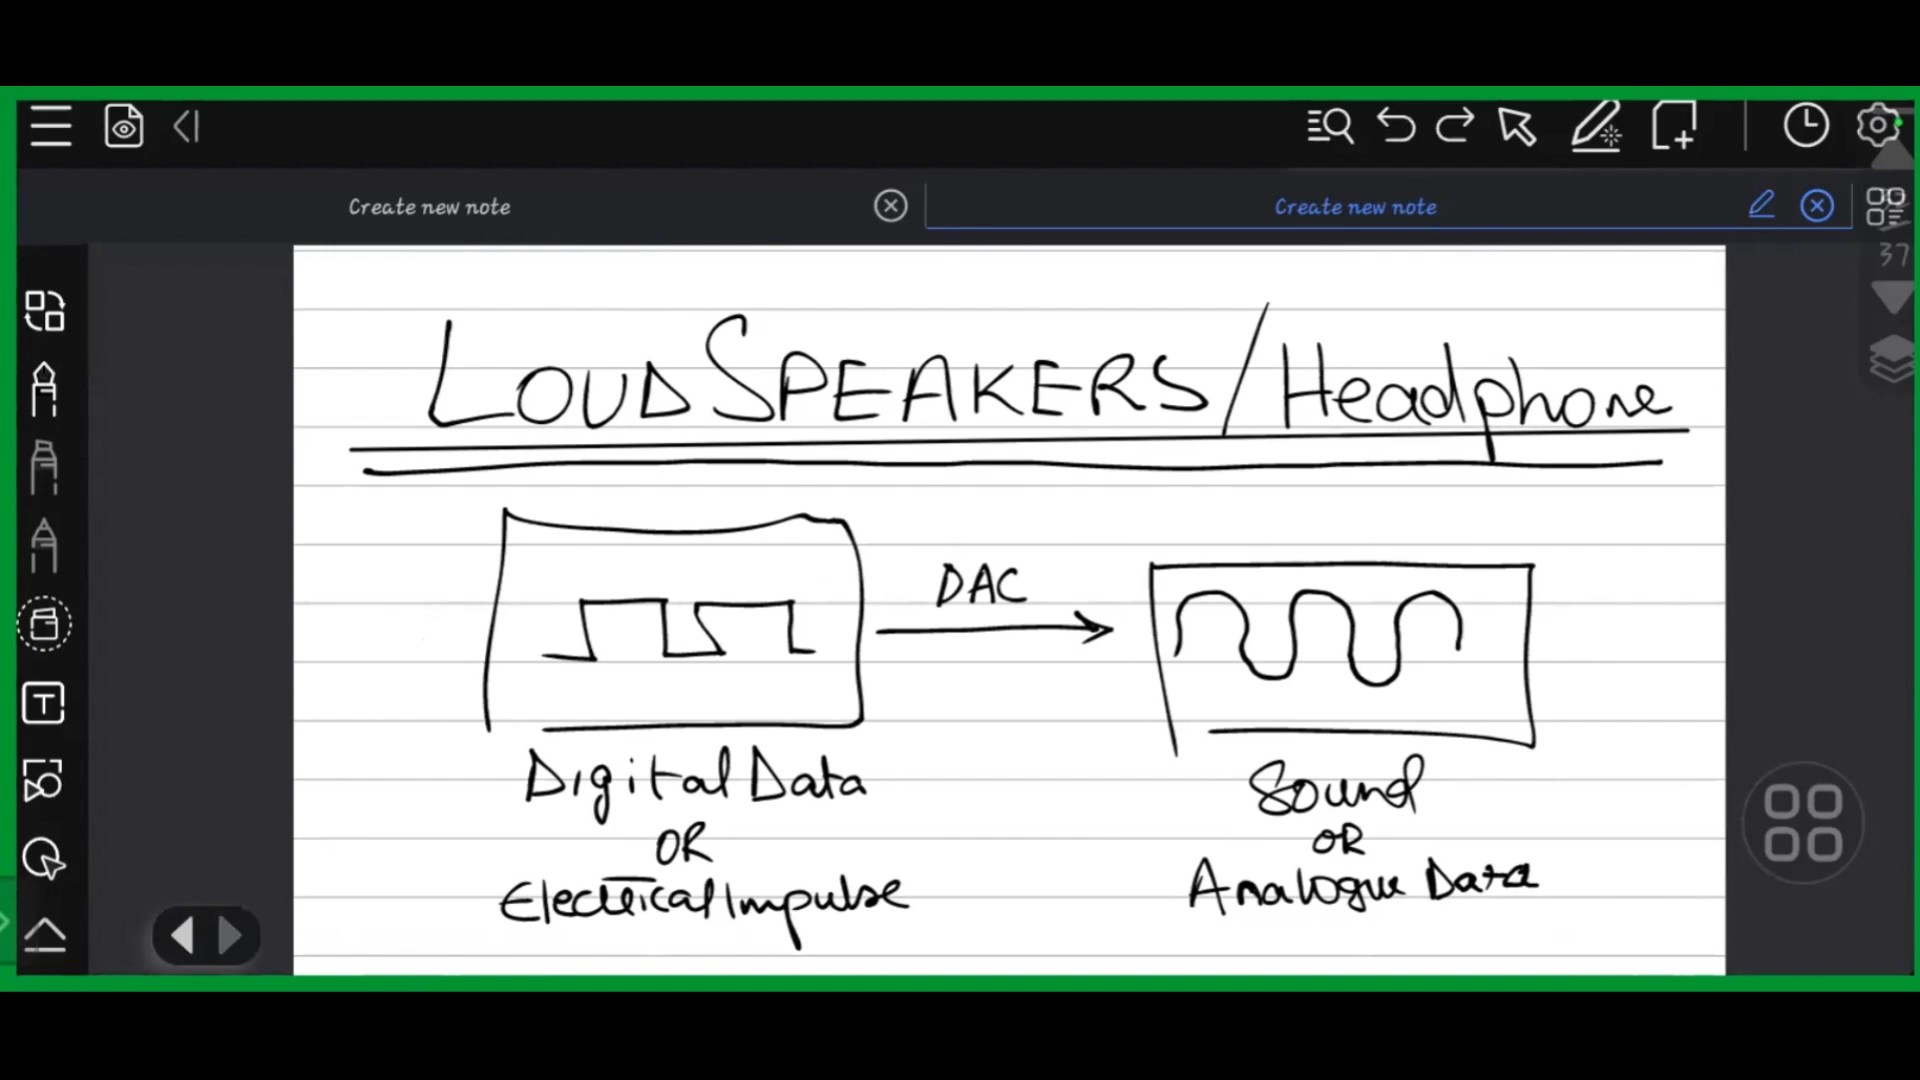 Create new note
Create new note
37
LOUDSPEAKERS/Headphone
DAC
Digital Data
OR
Electrical Impulse
Sound
OR
Analogue Data